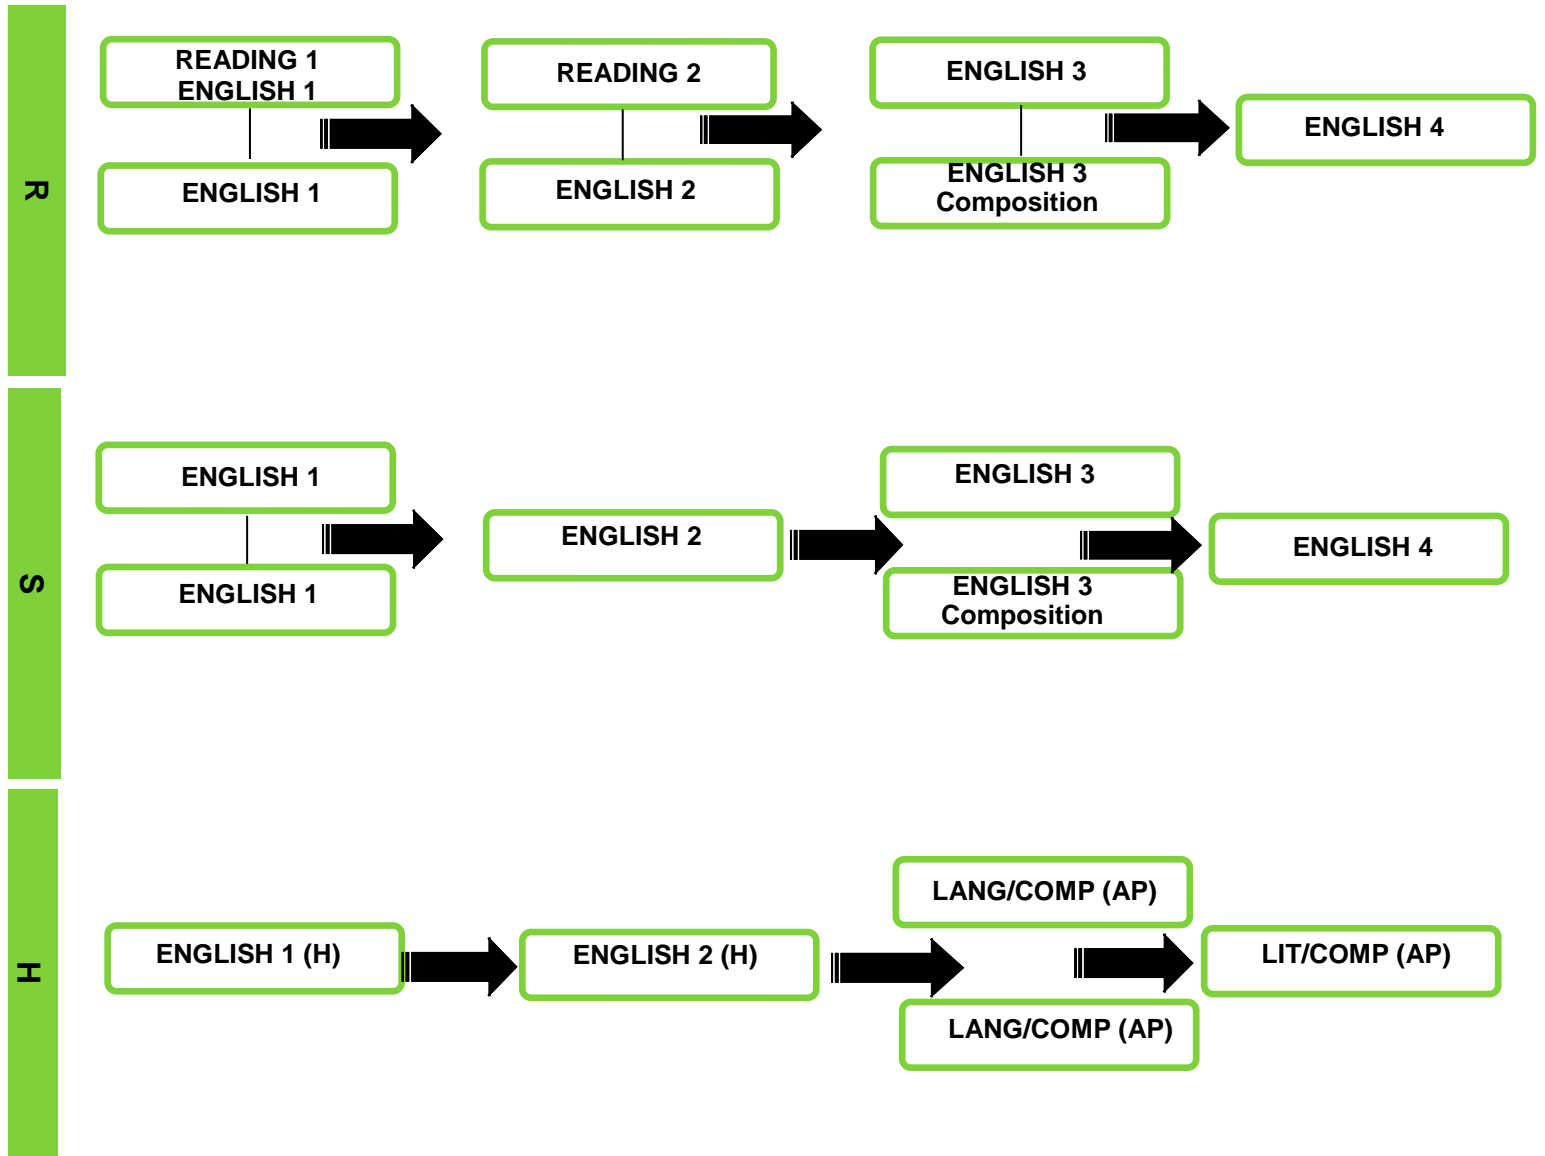 R
READING 1
ENGLISH 1
READING 2
ENGLISH 3
ENGLISH 4
ENGLISH 1
ENGLISH 2
ENGLISH 3
Composition
S
ENGLISH 1
ENGLISH 2
ENGLISH 3
ENGLISH 4
ENGLISH 1
ENGLISH 3
Composition
H
ENGLISH 1 (H)
ENGLISH 2 (H)
LANG/COMP (AP)
LIT/COMP (AP)
LANG/COMP (AP)